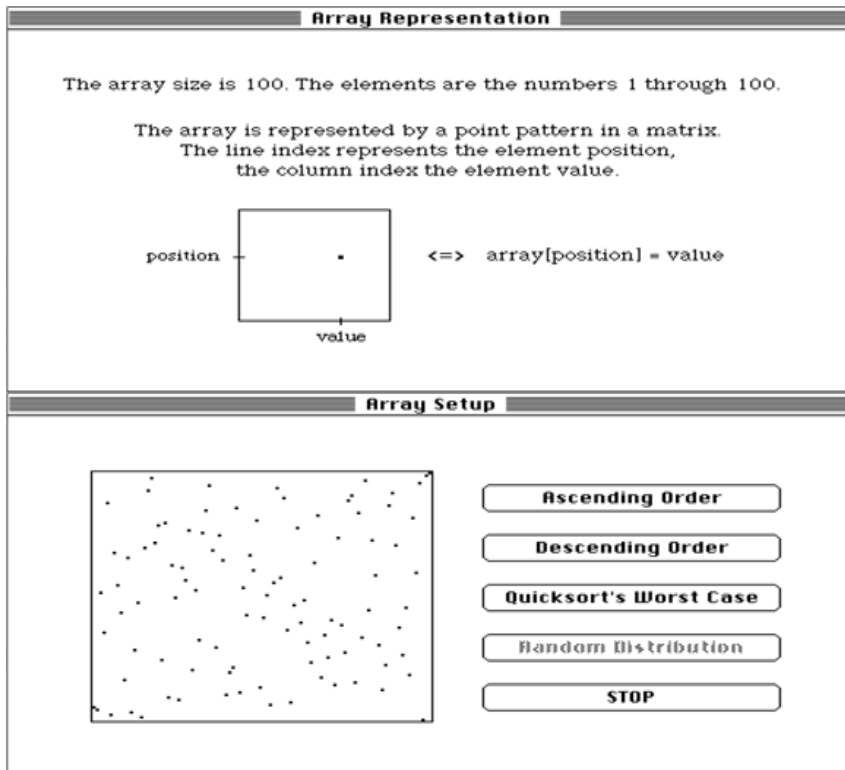 Array Representation
The array size is 100. The elements are the numbers 1 through 100.
The array is represented by a point pattern in a matrix.
The line index represents the element position,
the column index the element value.
position
<=> array[position] = value
value
Array Setup
Ascending Order
Descending Order
Quicksort's Worst Case
Random Distribution
STOP